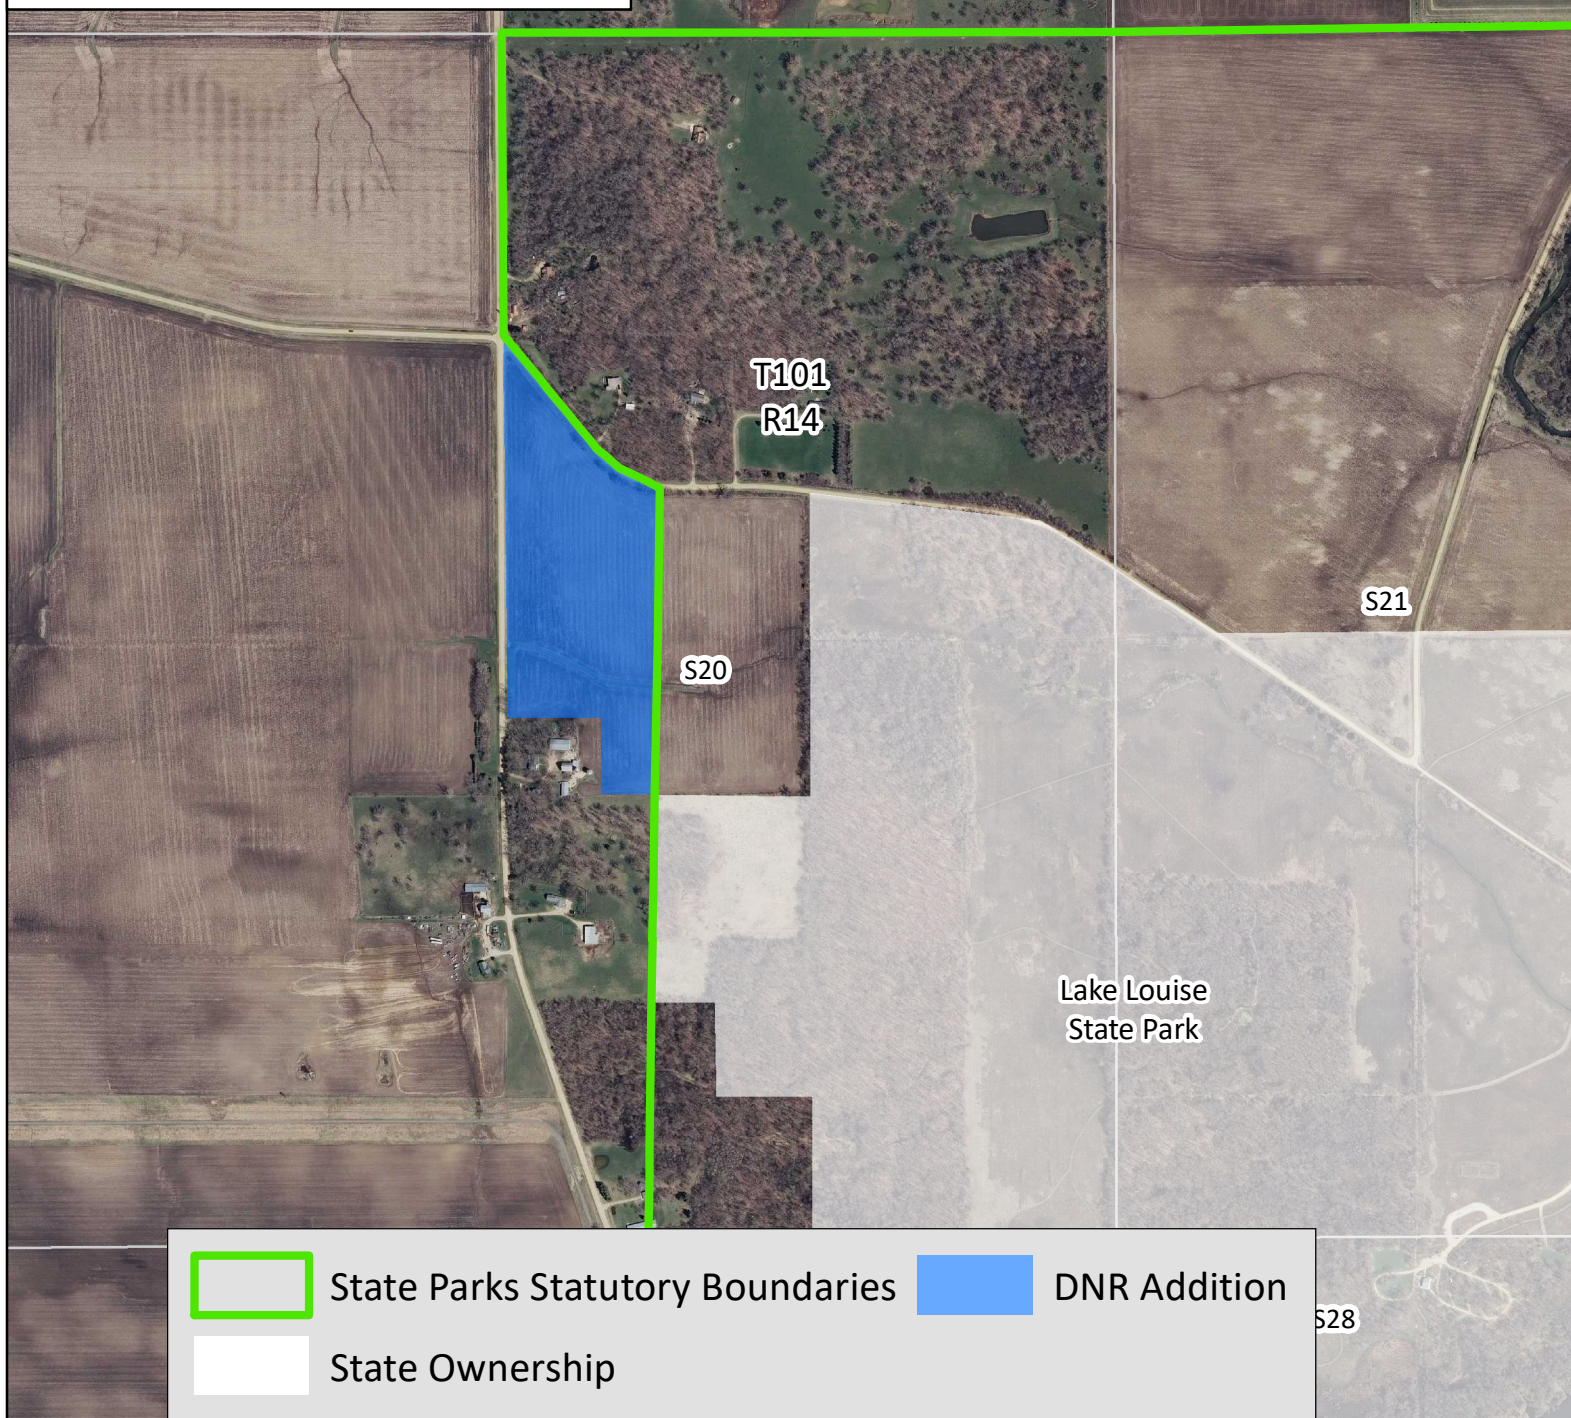 T101
R14
S21
S20
Lake Louise
State Park
State Parks Statutory Boundaries
DNR Addition
State Ownership
S28